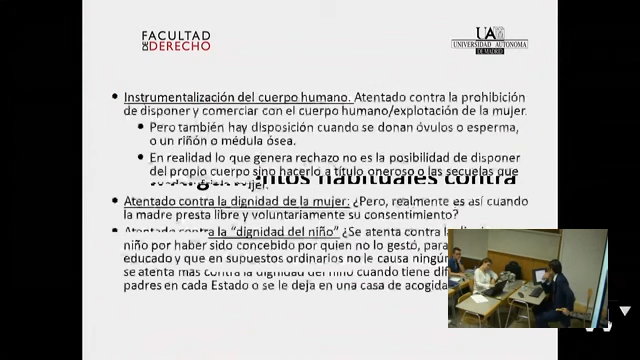 FACULTAD
DE DERECHO
UNIVERSIDAD AUTONOMA
DE MADRID
• Instrumentalización del cuerpo humano. Atentado contra la prohibición
de disponer y comerciar con el cuerpo humano/explotación de la mujer.
• Pero también hay disposición cuando se donan óvulos o esperma,
o un riñón o médula ósea.
• En realidad lo que genera rechazo no es la posibilidad de disponer
del propio cuerpo sino hacerlo a título oneroso o las secuelas que
mujer.
habituales contra
• Atentado contra la dignidad de la mujer: ¿Pero, realmente es así cuando
la madre presta libre y voluntariamente su consentimiento?
• Atentado contra la "dignidad del niño" ¿Se atenta contra la
niño por haber sido concebido por quien no lo gestó, para
educado y que en supuestos ordinarios no le causa ningún
se atenta más contra la dignidad del niño cuando tiene
padres en cada Estado o se le deja en una casa de acogida